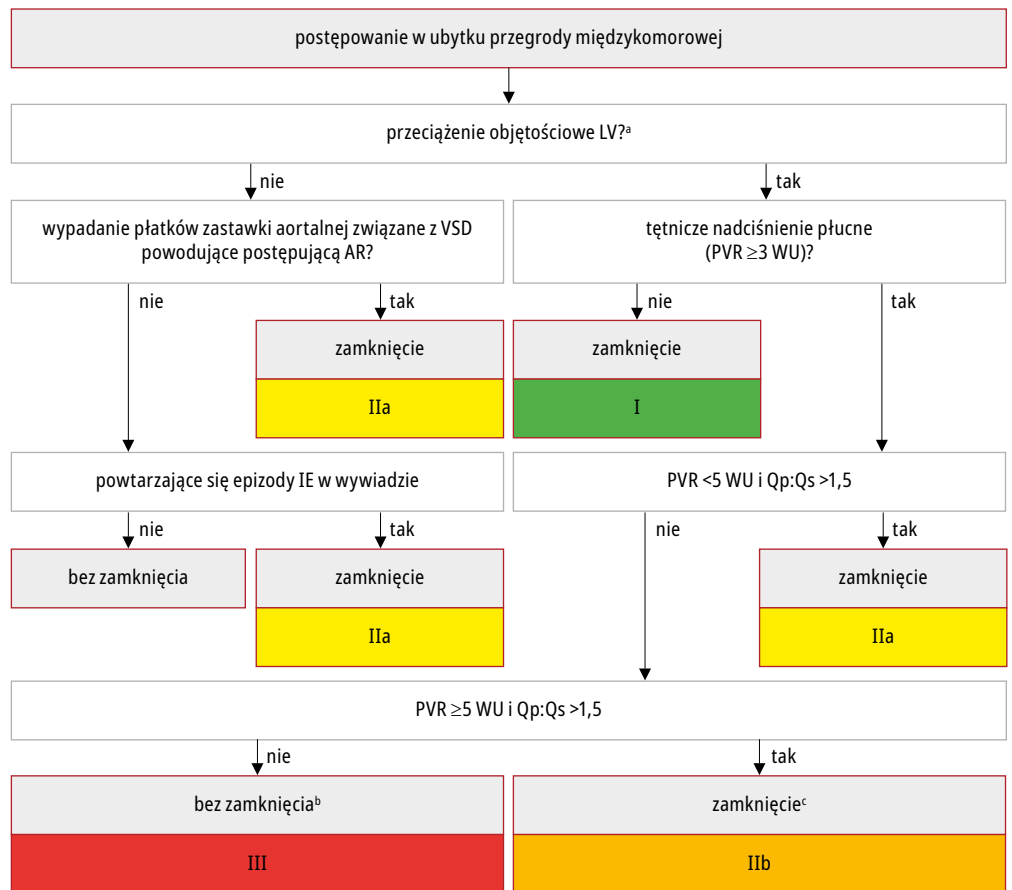 postępowanie w ubytku przegrody międzykomorowej
przeciążenie objętościowe LV?ᵃ
nie
tak
wypadanie płatków zastawki aortalnej związane z VSD
powodujące postępującą AR?
tętnicze nadciśnienie płucne
(PVR ≥3 WU)?
nie
tak
nie
tak
zamknięcie
IIa
zamknięcie
I
powtarzające się epizody IE w wywiadzie
PVR <5 WU i Qp:Qs >1,5
nie
tak
nie
tak
bez zamknięcia
zamknięcie
IIa
zamknięcie
IIa
PVR ≥5 WU i Qp:Qs >1,5
nie
tak
bez zamknięciaᵇ
III
zamknięcieᶜ
IIb